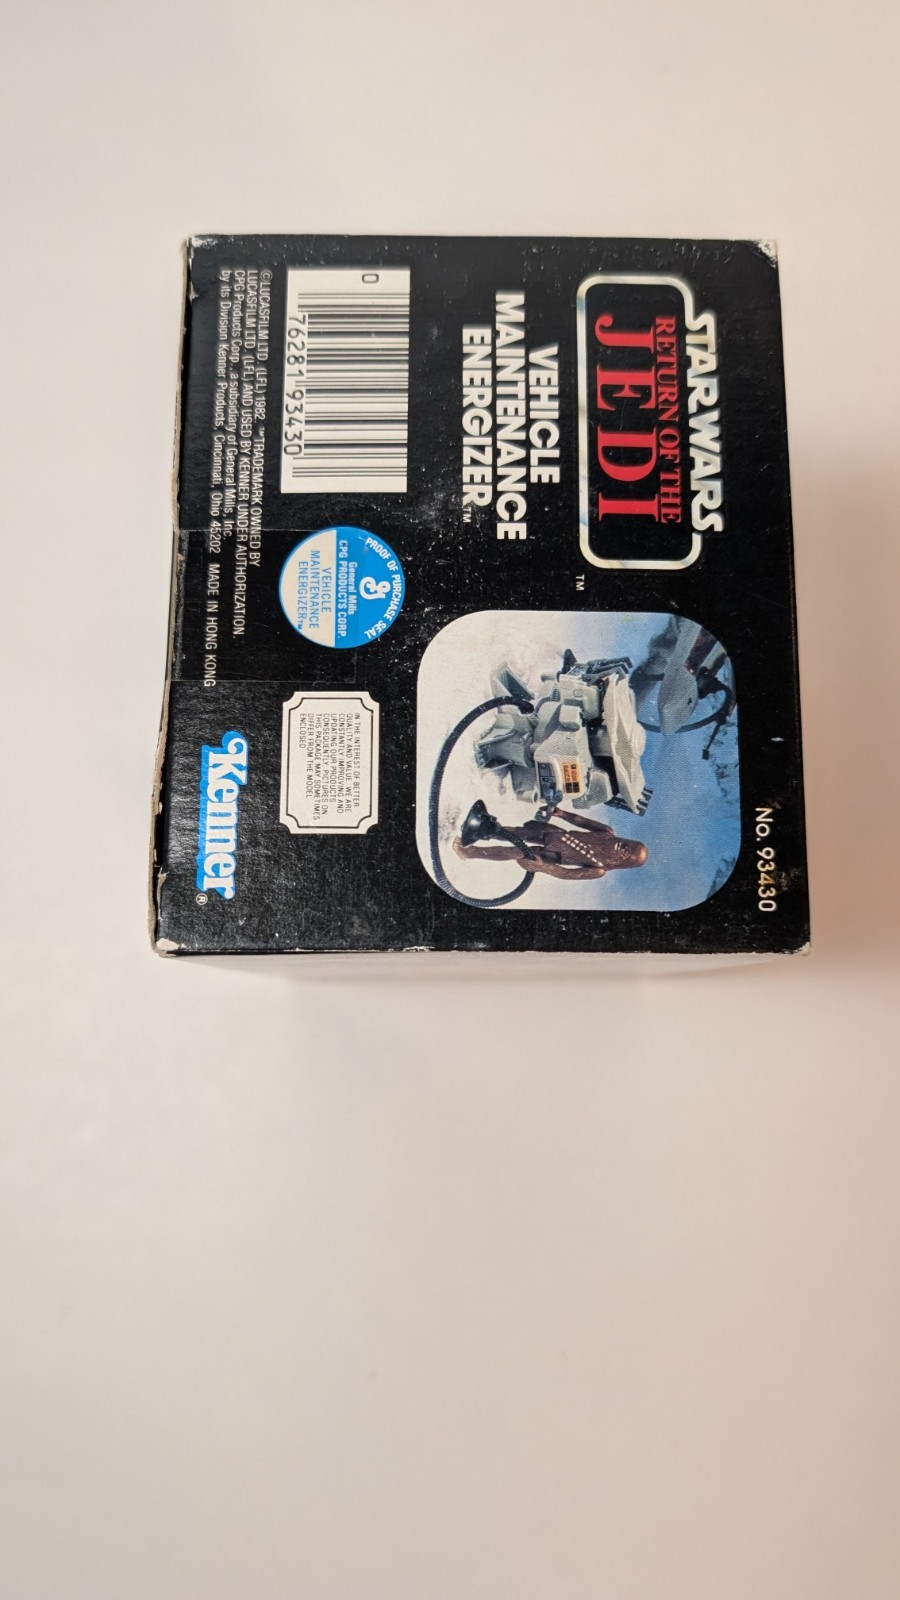 No. 93430
STAR WARS
RETURN OF THE
JEDI
™
VEHICLE
MAINTENANCE
ENERGIZER™
0 76281 93430
PROOF OF PURCHASE SEAL
General Mills
CPG PRODUCTS CORP.
VEHICLE
MAINTENANCE
ENERGIZER™
IN THE INTEREST OF BETTER
QUALITY AND VALUE, WE ARE
CONSTANTLY IMPROVING AND
UPDATING OUR PRODUCTS.
CONSEQUENTLY, PICTURES ON
THIS PACKAGE MAY SOMETIMES
DIFFER FROM THE MODEL
ENCLOSED.
© LUCASFILM LTD. (LFL) 1982. ™TRADEMARK OWNED BY
LUCASFILM LTD. (LFL) AND USED BY KENNER UNDER AUTHORIZATION.
CPG Products Corp., a subsidiary of General Mills, Inc.
by its Division Kenner Products, Cincinnati, Ohio 45202 MADE IN HONG KONG
Kenner®